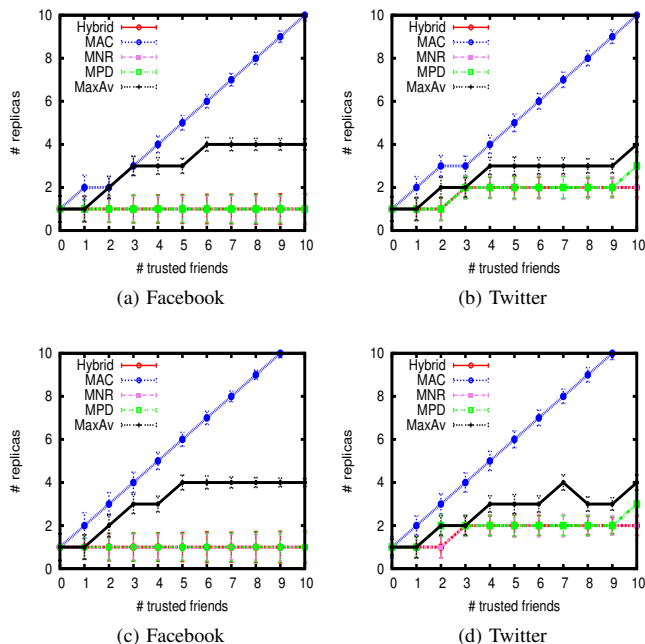 10
8
6
4
2
0
# replicas
Hybrid
MAC
MNR
MPD
MaxAv
0 1 2 3 4 5 6 7 8 9 10
# trusted friends
(a) Facebook
10
8
6
4
2
0
# replicas
Hybrid
MAC
MNR
MPD
MaxAv
0 1 2 3 4 5 6 7 8 9 10
# trusted friends
(b) Twitter
10
8
6
4
2
0
# replicas
Hybrid
MAC
MNR
MPD
MaxAv
0 1 2 3 4 5 6 7 8 9 10
# trusted friends
(c) Facebook
10
8
6
4
2
0
# replicas
Hybrid
MAC
MNR
MPD
MaxAv
0 1 2 3 4 5 6 7 8 9 10
# trusted friends
(d) Twitter